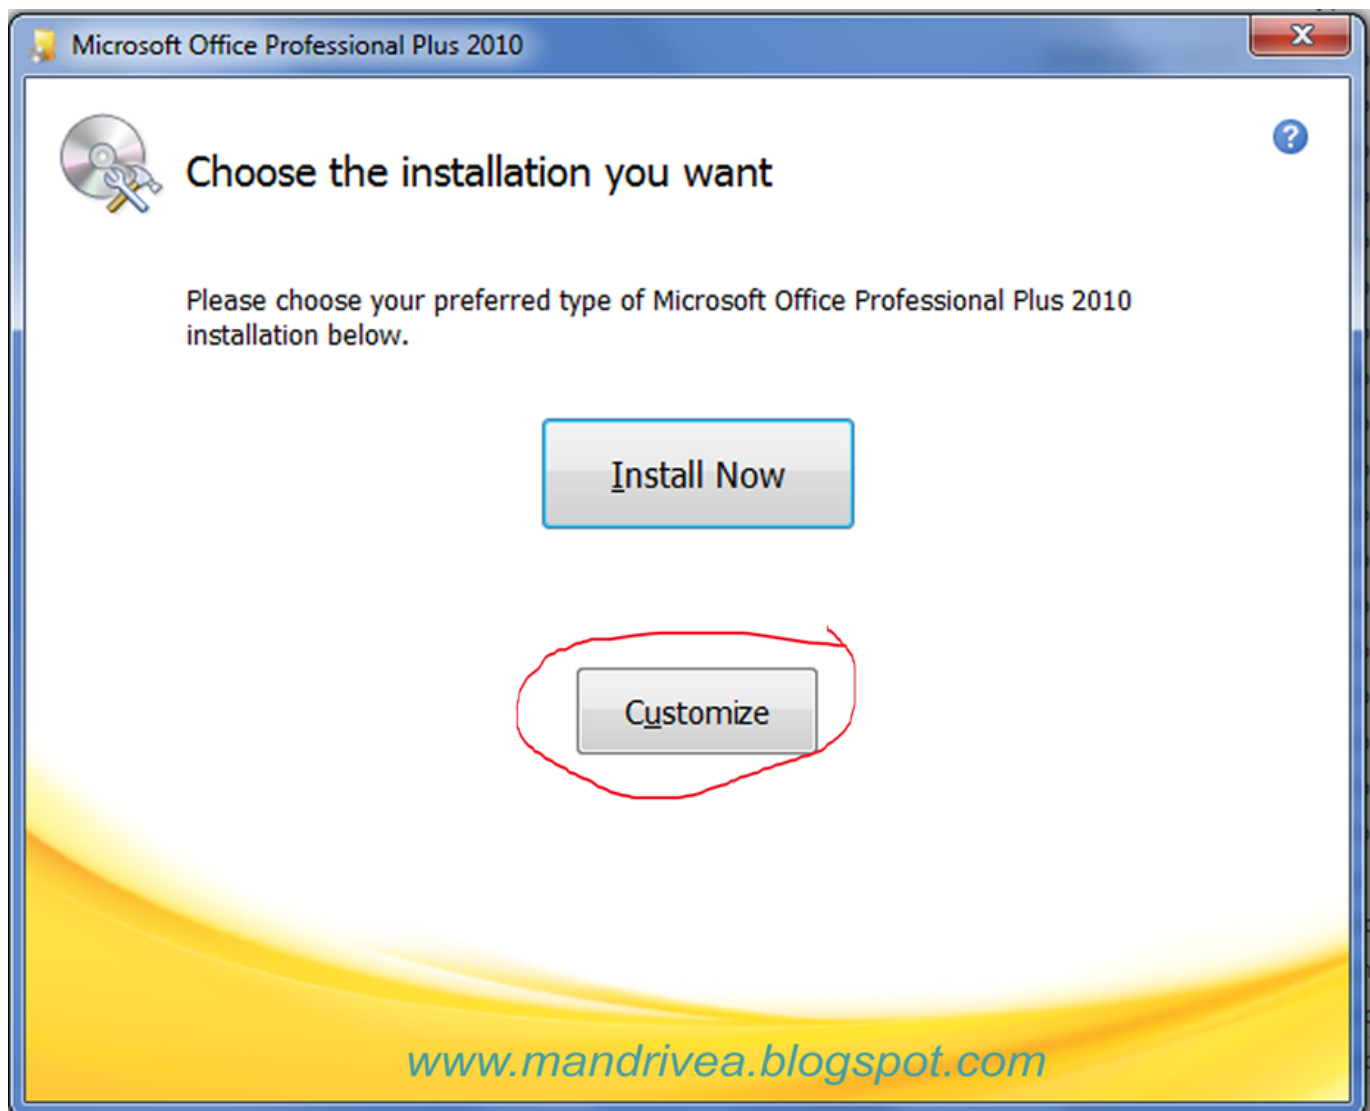 Microsoft Office Professional Plus 2010
Choose the installation you want
Please choose your preferred type of Microsoft Office Professional Plus 2010
installation below.
Install Now
Customize
www.mandrivea.blogspot.com